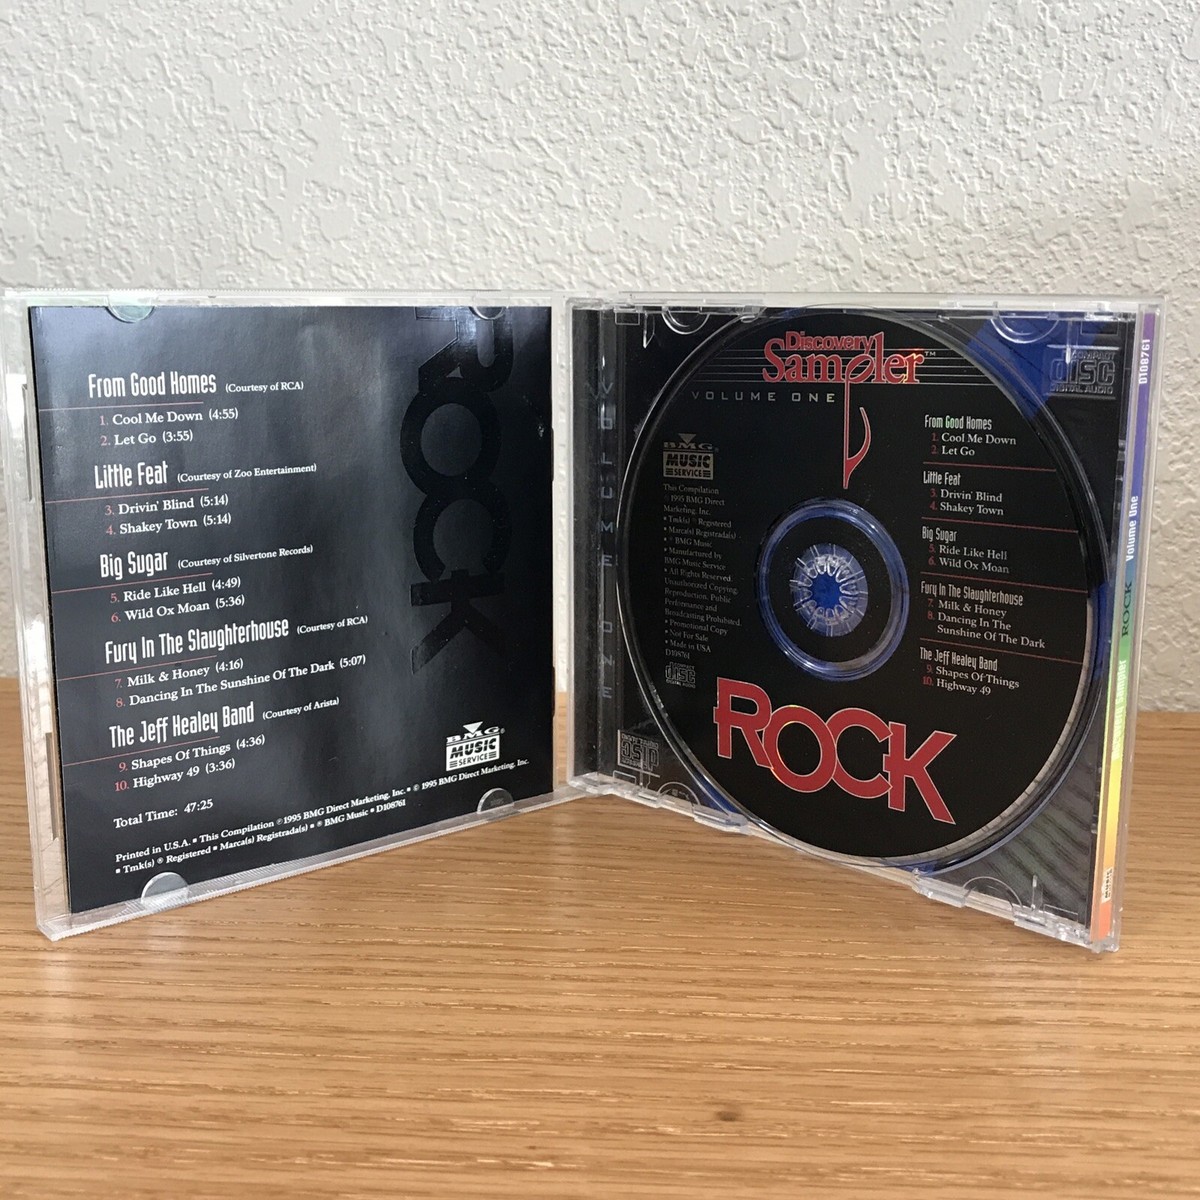 From Good Homes (Courtesy of RCA)
1. Cool Me Down (4:55)
2. Let Go (3:55)
Little Feat (Courtesy of Zoo Entertainment)
3. Drivin' Blind (5:14)
4. Shakey Town (5:14)
Big Sugar (Courtesy of Silvertone Records)
5. Ride Like Hell (4:49)
6. Wild Ox Moan (5:36)
Fury In The Slaughterhouse (Courtesy of RCA)
7. Milk & Honey (4:16)
8. Dancing In The Sunshine Of The Dark (5:07)
The Jeff Healey Band (Courtesy of Arista)
9. Shapes Of Things (4:36)
10. Highway 49 (3:36)
Total Time: 47:25
Printed in U.S.A. ▪ This Compilation ℗1995 BMG Direct Marketing, Inc. ▪ © 1995 BMG Direct Marketing, Inc.
▪ Tmk(s) ® Registered ▪ Marca(s) Registrada(s) ▪ ® BMG Music ▪ D108761
BMG
MUSIC
SERVICE
ROCK
VOLUME ONE
Discovery
Sampler™
VOLUME ONE
COMPACT
disc
DIGITAL AUDIO
BMG
MUSIC
SERVICE
This Compilation
℗ 1995 BMG Direct
Marketing, Inc.
• Tmk(s) ® Registered
• Marca(s) Registrada(s)
• ® BMG Music
• Manufactured by
BMG Music Service
• All Rights Reserved.
Unauthorized Copying,
Reproduction, Public
Performance and
Broadcasting Prohibited.
• Promotional Copy
• Not For Sale
• Made in USA
D108761
COMPACT
disc
DIGITAL AUDIO
From Good Homes
1. Cool Me Down
2. Let Go
Little Feat
3. Drivin' Blind
4. Shakey Town
Big Sugar
5. Ride Like Hell
6. Wild Ox Moan
Fury In The Slaughterhouse
7. Milk & Honey
8. Dancing In The
Sunshine Of The Dark
The Jeff Healey Band
9. Shapes Of Things
10. Highway 49
ROCK
D108761
Volume One
ROCK
Sampler
MUSIC